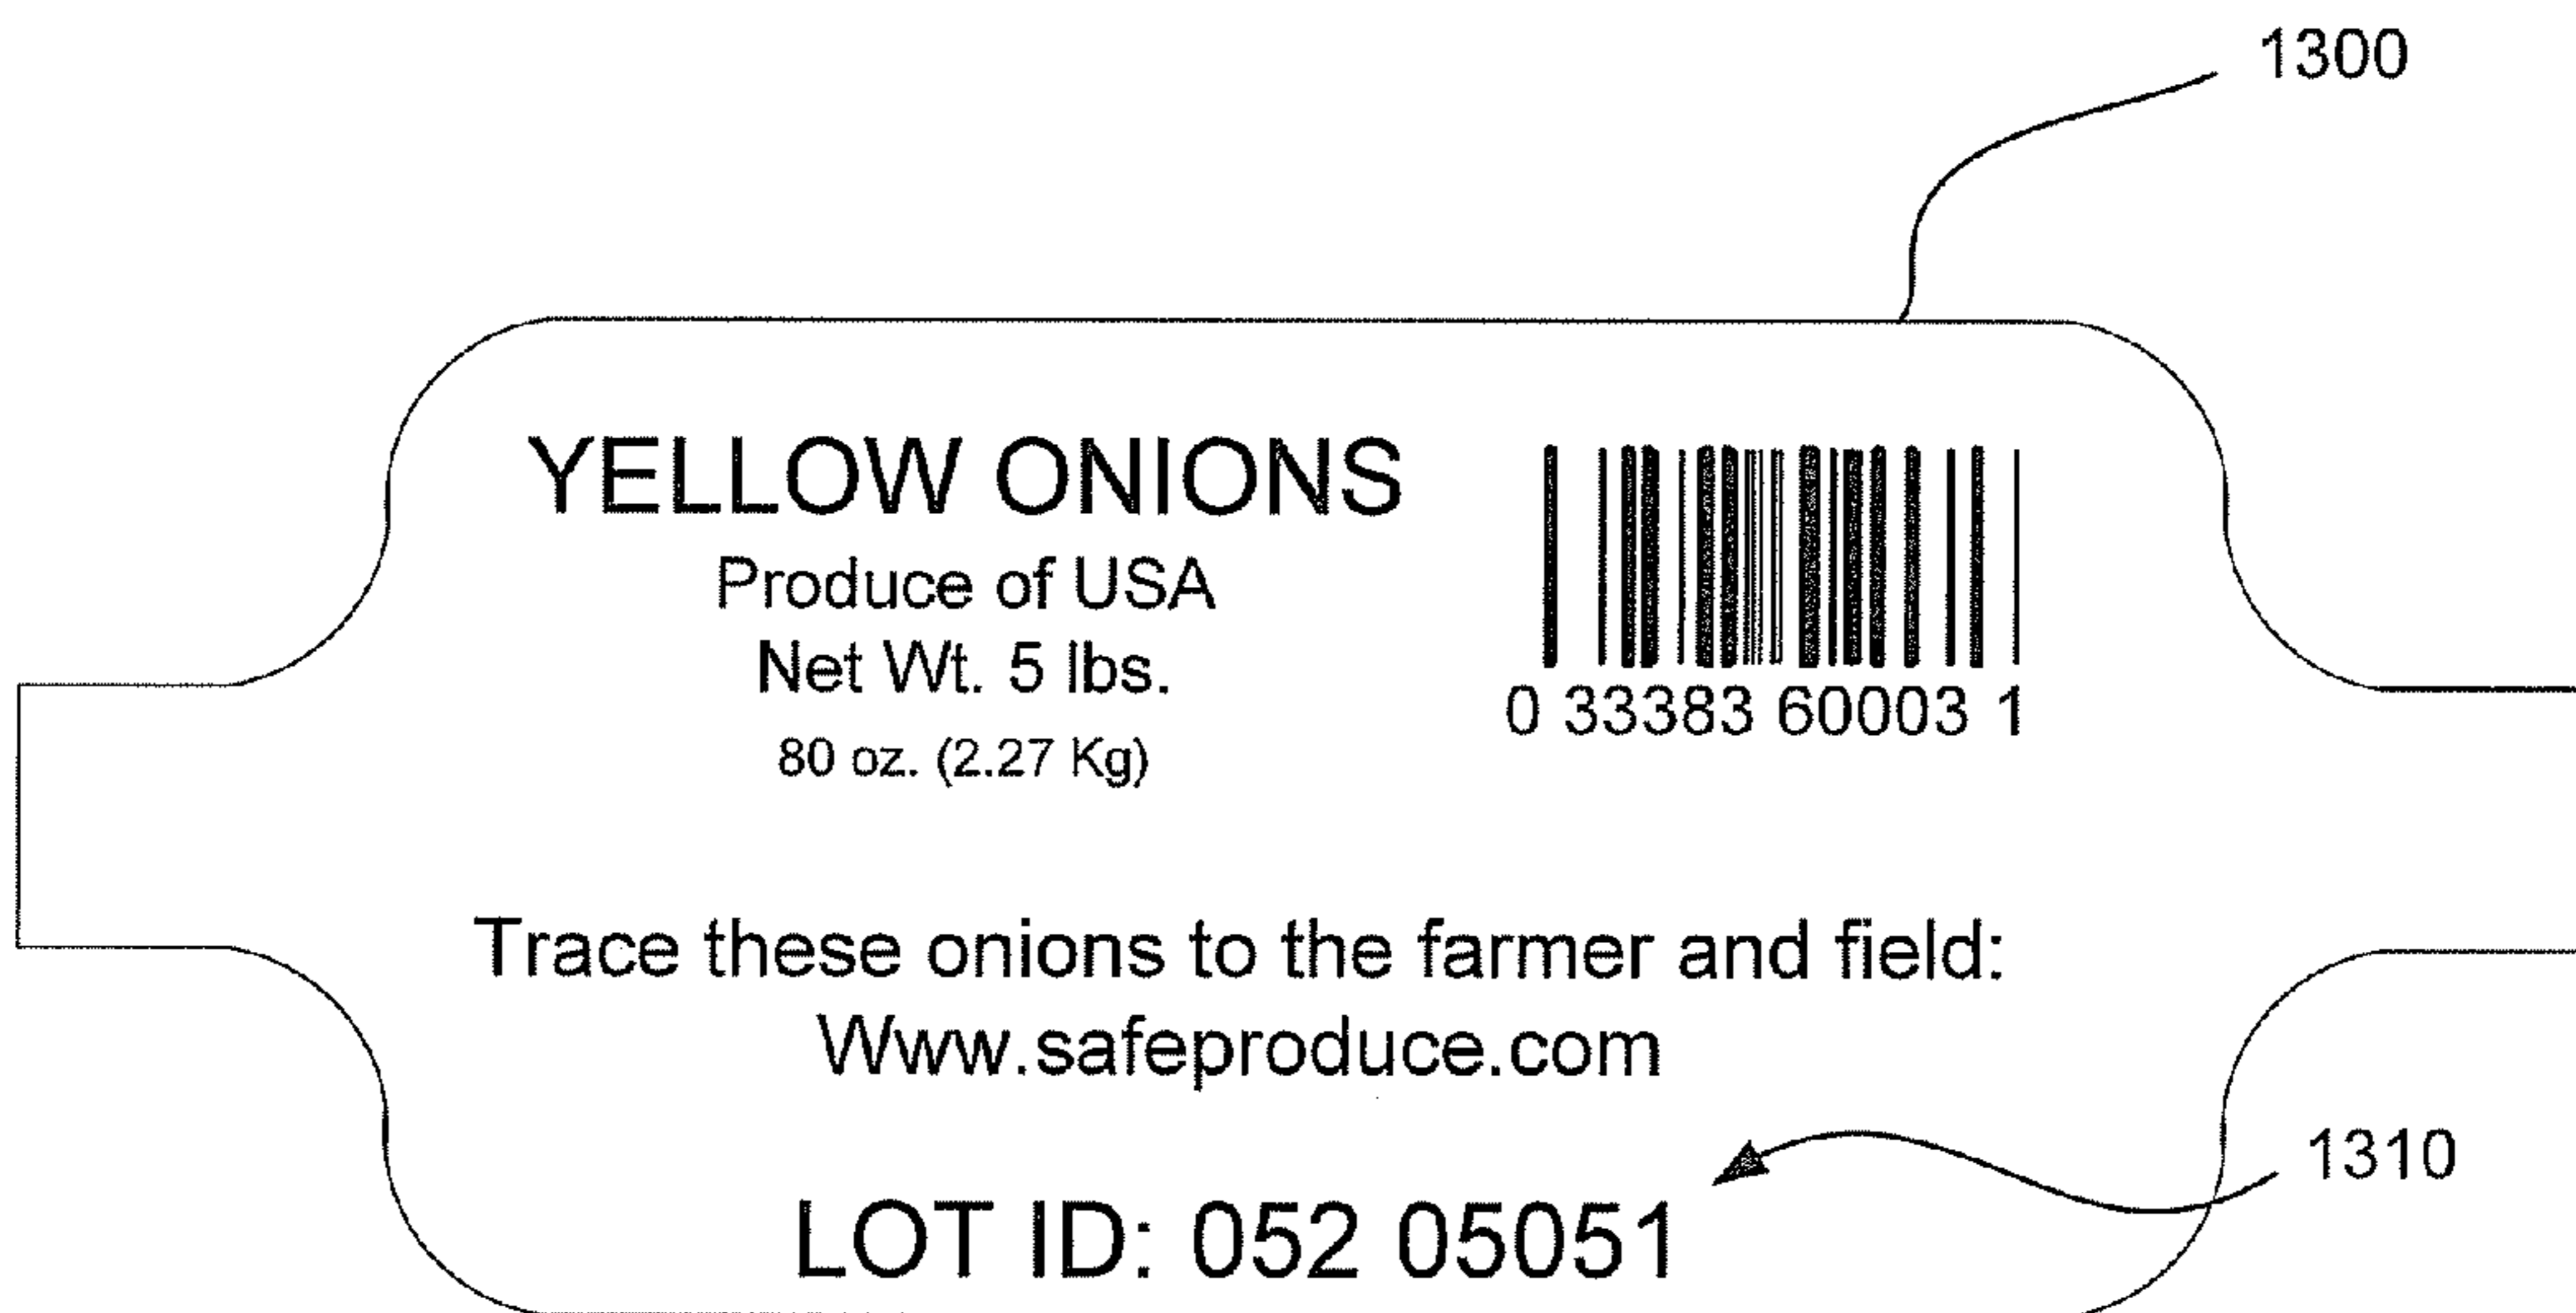 1300
YELLOW ONIONS
Produce of USA
Net Wt. 5 lbs.
80 oz. (2.27 Kg)
0 33383 60003 1
Trace these onions to the farmer and field:
Www.safeproduce.com
1310
LOT ID: 052 05051